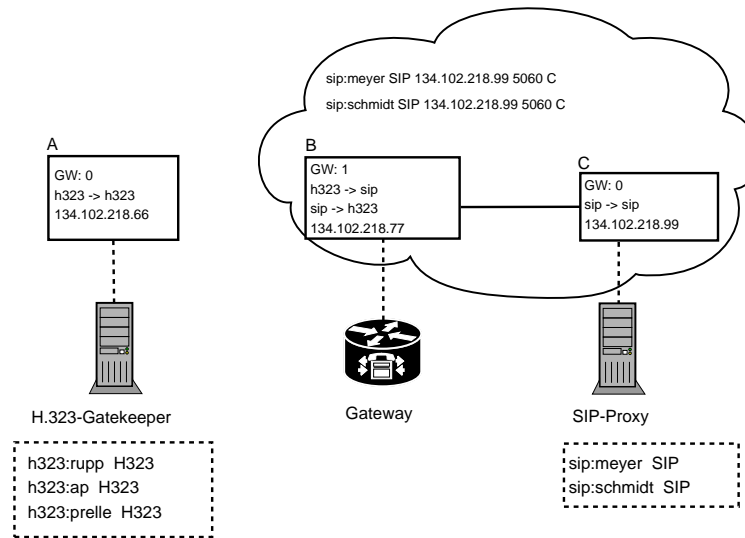 sip:meyer SIP 134.102.218.99 5060 C
sip:schmidt SIP 134.102.218.99 5060 C
A
GW: 0
h323 -> h323
134.102.218.66
B
GW: 1
h323 -> sip
sip -> h323
134.102.218.77
C
GW: 0
sip -> sip
134.102.218.99
H.323-Gatekeeper
Gateway
SIP-Proxy
h323:rupp H323
h323:ap H323
h323:prelle H323
sip:meyer SIP
sip:schmidt SIP